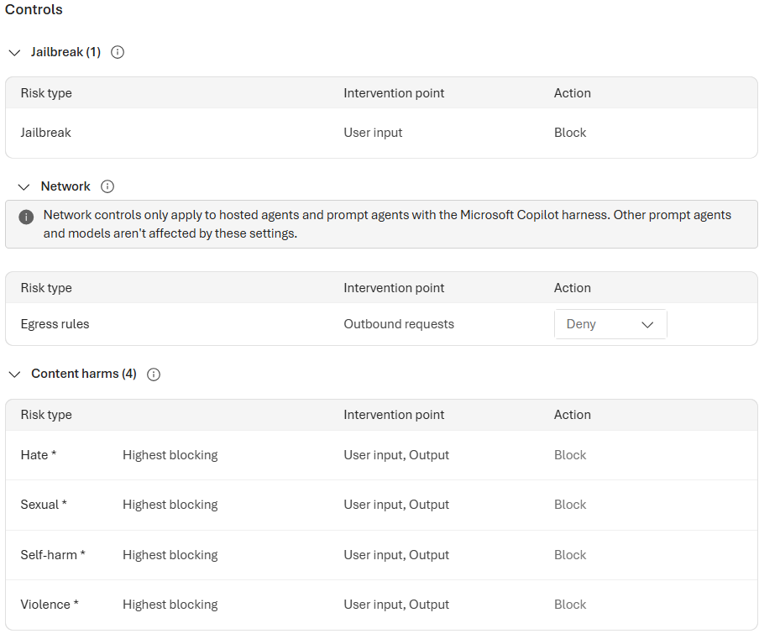 Controls
Jailbreak (1)
Risk type Intervention point Action
Jailbreak User input Block
Network
Network controls only apply to hosted agents and prompt agents with the Microsoft Copilot harness. Other prompt agents
and models aren't affected by these settings.
Risk type Intervention point Action
Egress rules Outbound requests Deny
Content harms (4)
Risk type Intervention point Action
Hate * Highest blocking User input, Output Block
Sexual * Highest blocking User input, Output Block
Self-harm * Highest blocking User input, Output Block
Violence * Highest blocking User input, Output Block